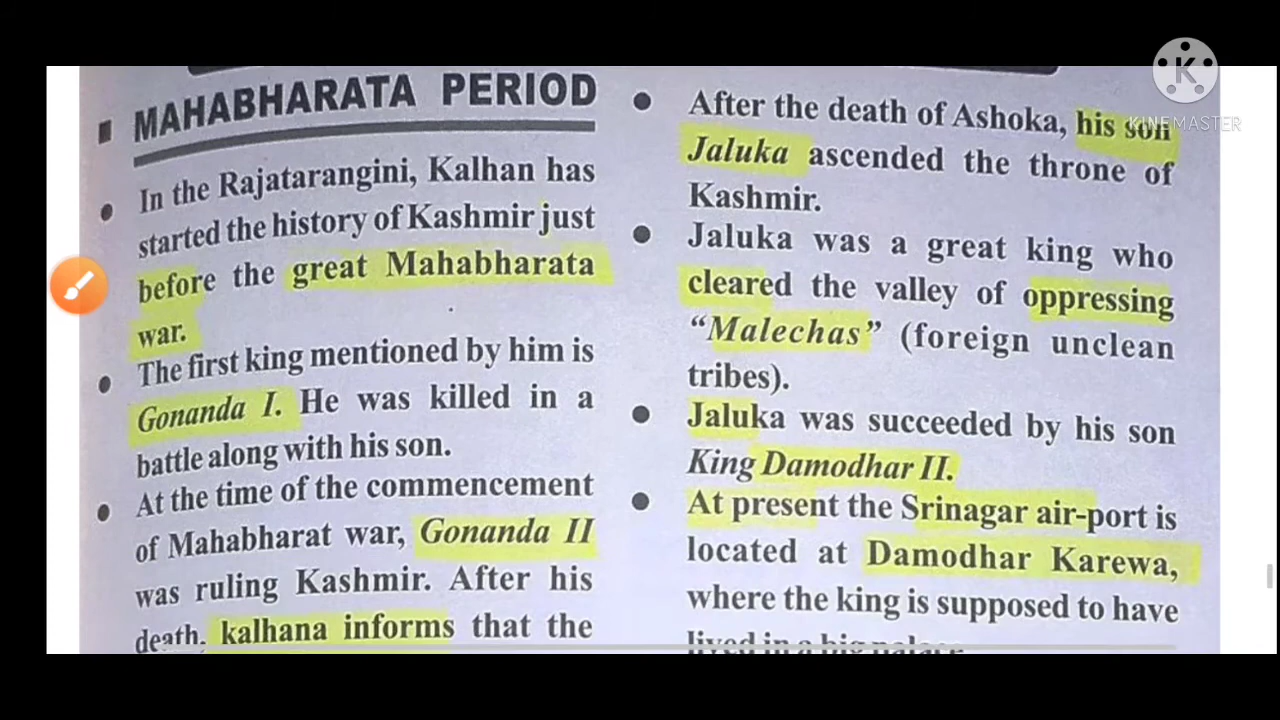 MAHABHARATA PERIOD
In the Rajatarangini, Kalhan has
started the history of Kashmir just
before the great Mahabharata
war.
The first king mentioned by him is
Gonanda I. He was killed in a
battle along with his son.
At the time of the commencement
of Mahabharat war, Gonanda II
was ruling Kashmir. After his
death, kalhana informs that the
After the death of Ashoka, his son
Jaluka ascended the throne of
Kashmir.
Jaluka was a great king who
cleared the valley of oppressing
“Malechas” (foreign unclean
tribes).
Jaluka was succeeded by his son
King Damodhar II.
At present the Srinagar air-port is
located at Damodhar Karewa,
where the king is supposed to have
lived in a big palace
K
KINEMASTER